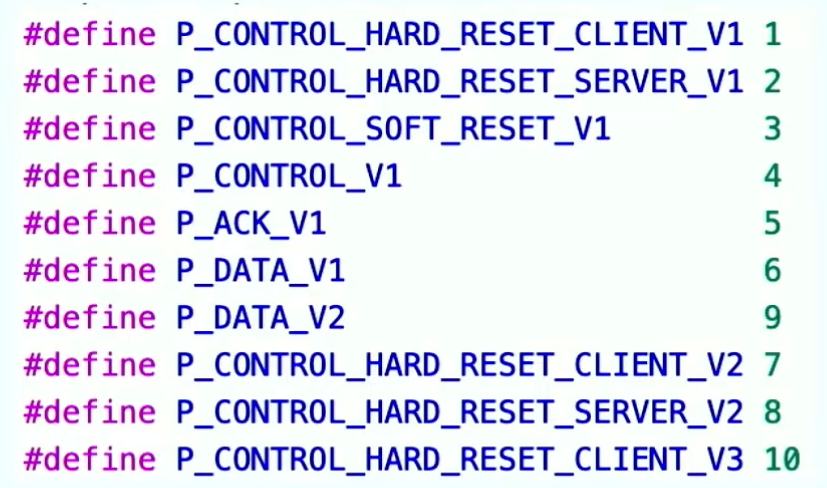 #define P_CONTROL_HARD_RESET_CLIENT_V1 1
#define P_CONTROL_HARD_RESET_SERVER_V1 2
#define P_CONTROL_SOFT_RESET_V1 3
#define P_CONTROL_V1 4
#define P_ACK_V1 5
#define P_DATA_V1 6
#define P_DATA_V2 9
#define P_CONTROL_HARD_RESET_CLIENT_V2 7
#define P_CONTROL_HARD_RESET_SERVER_V2 8
#define P_CONTROL_HARD_RESET_CLIENT_V3 10